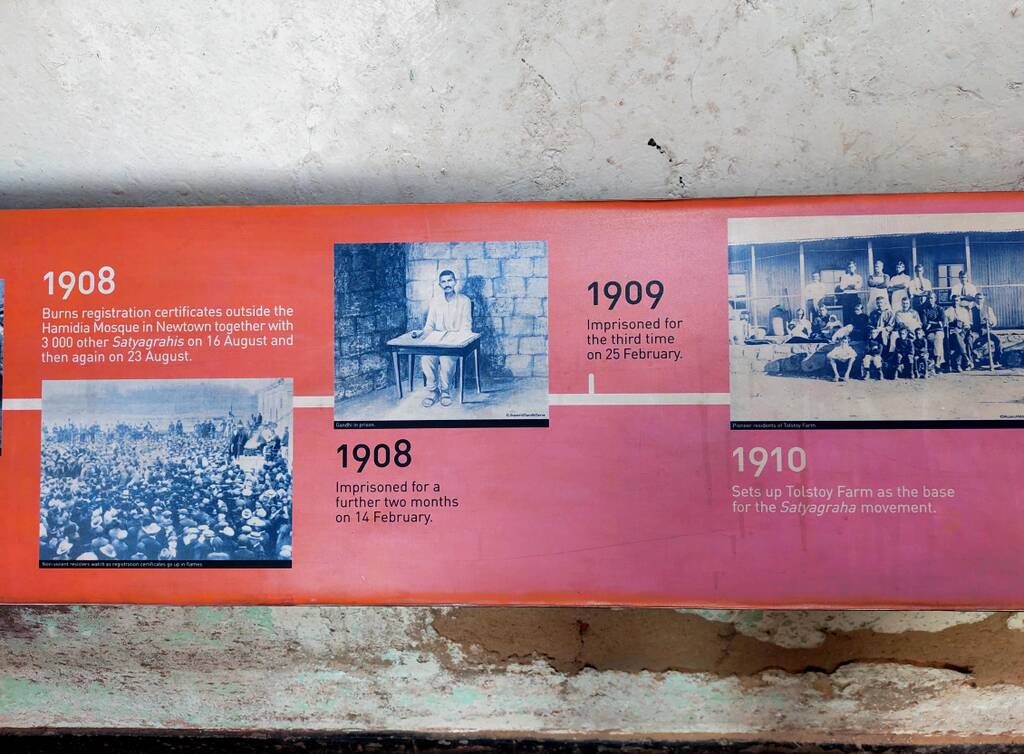 1908
Burns registration certificates outside the
Hamidia Mosque in Newtown together with
3 000 other Satyagrahis on 16 August and
then again on 23 August.
Non-violent resisters watch as registration certificates go up in flames
Gandhi in prison.
1908
Imprisoned for a
further two months
on 14 February.
1909
Imprisoned for
the third time
on 25 February.
Pioneer residents of Tolstoy Farm
1910
Sets up Tolstoy Farm as the base
for the Satyagraha movement.